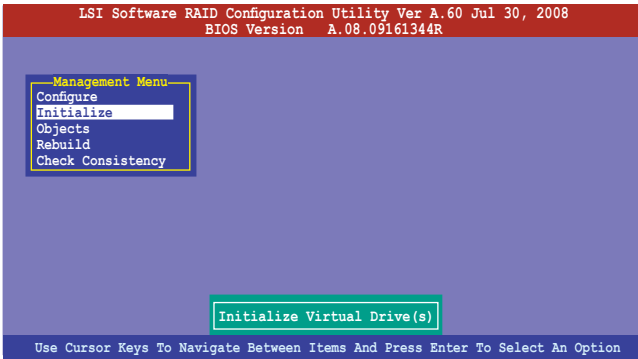 LSI Software RAID Configuration Utility Ver A.60 Jul 30, 2008
BIOS Version A.08.09161344R
Management Menu
Configure
Initialize
Objects
Rebuild
Check Consistency
Initialize Virtual Drive(s)
Use Cursor Keys To Navigate Between Items And Press Enter To Select An Option